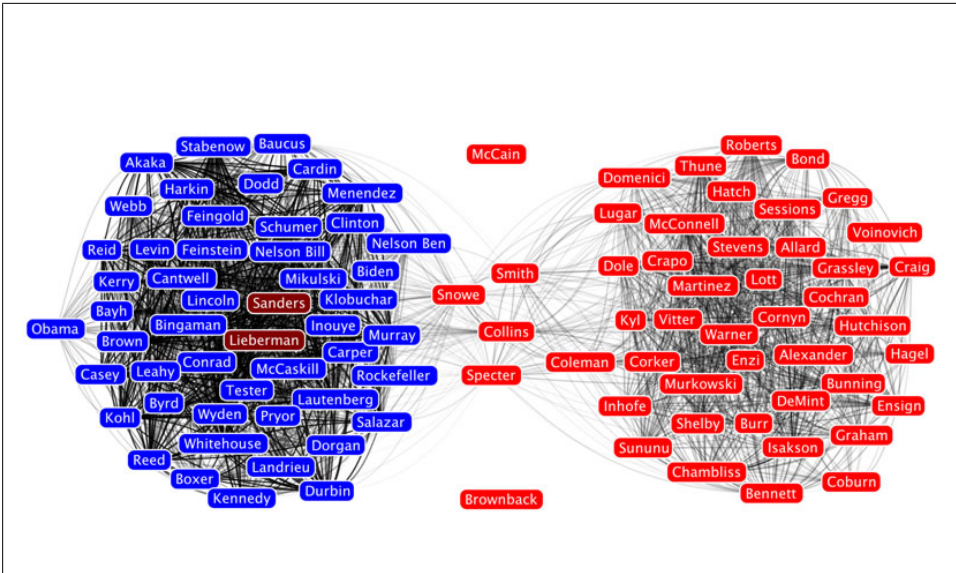 Stabenow
Baucus
Akaka
Cardin
Harkin
Dodd
Menendez
Webb
Feingold
Schumer
Clinton
Reid
Levin
Feinstein
Nelson Bill
Nelson Ben
Kerry
Cantwell
Mikulski
Biden
Bayh
Lincoln
Sanders
Klobuchar
Obama
Bingaman
Inouye
Brown
Lieberman
Murray
Casey
Leahy
Conrad
McCaskill
Carper
Rockefeller
Kohl
Byrd
Tester
Lautenberg
Wyden
Pryor
Salazar
Whitehouse
Dorgan
Reed
Landrieu
Boxer
Kennedy
Durbin
McCain
Smith
Snowe
Collins
Specter
Brownback
Roberts
Thune
Bond
Domenici
Hatch
Gregg
Lugar
McConnell
Sessions
Voinovich
Stevens
Allard
Dole
Crapo
Grassley
Craig
Martinez
Lott
Cochran
Kyl
Vitter
Cornyn
Hutchison
Warner
Coleman
Corker
Enzi
Alexander
Hagel
Murkowski
Bunning
Inhofe
DeMint
Ensign
Shelby
Burr
Graham
Sununu
Isakson
Chambliss
Coburn
Bennett